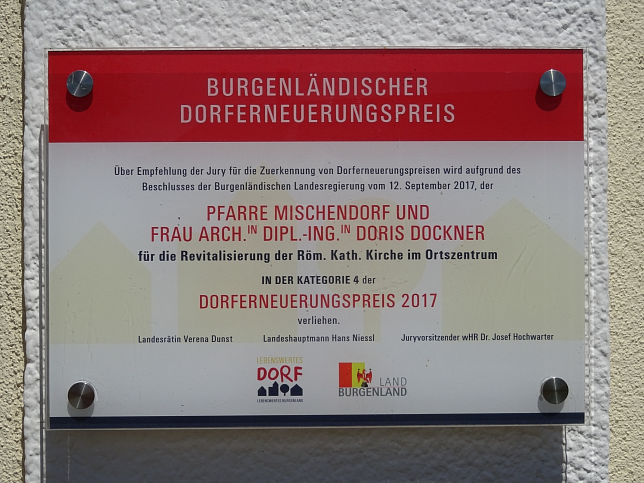 BURGENLÄNDISCHER
DORFERNEUERUNGSPREIS
Über Empfehlung der Jury für die Zuerkennung von Dorferneuerungspreisen wird aufgrund des
Beschlusses der Burgenländischen Landesregierung vom 12. September 2017, der
PFARRE MISCHENDORF UND
FRAU ARCH.IN DIPL.-ING.IN DORIS DOCKNER
für die Revitalisierung der Röm. Kath. Kirche im Ortszentrum
IN DER KATEGORIE 4 der
DORFERNEUERUNGSPREIS 2017
verliehen.
Landesrätin Verena Dunst Landeshauptmann Hans Niessl Juryvorsitzender wHR Dr. Josef Hochwarter
LEBENSWERTES
DORF
LEBENSWERTES BURGENLAND
LAND
BURGENLAND